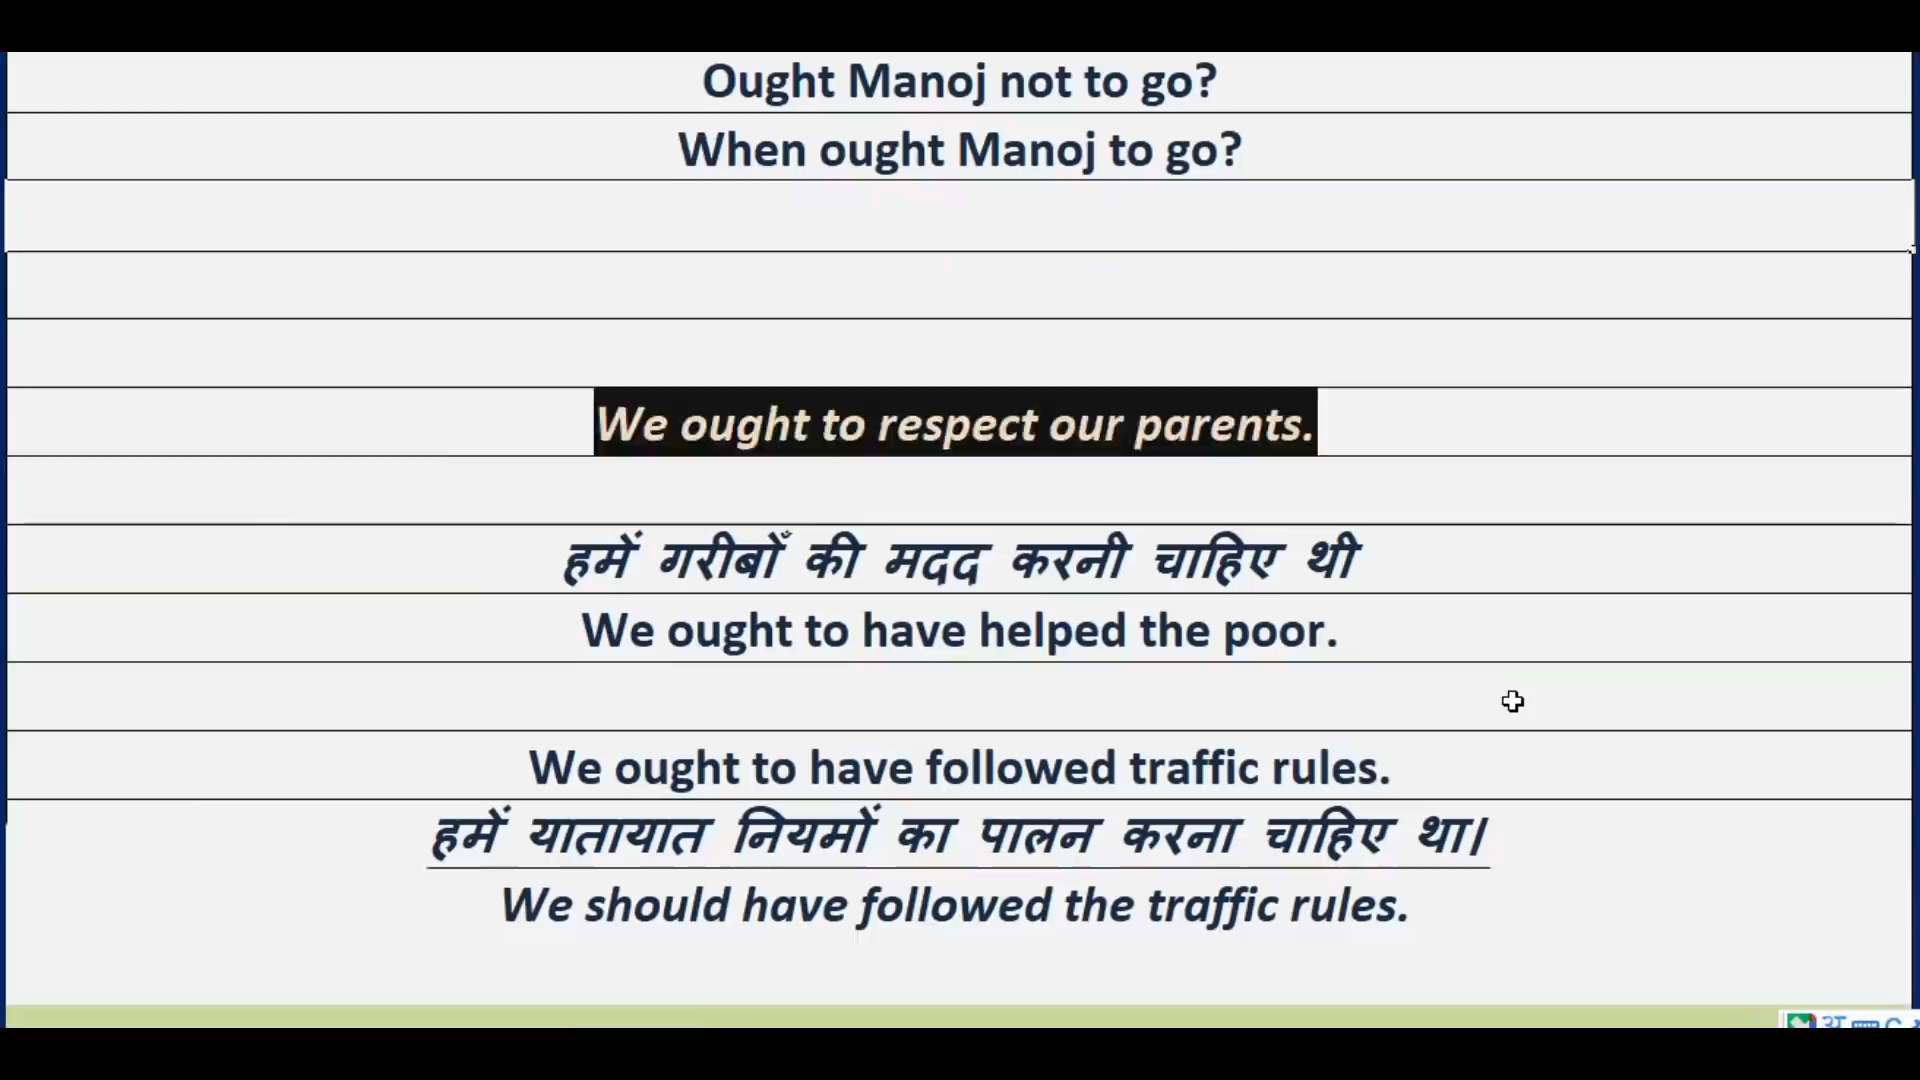 Ought Manoj not to go?
When ought Manoj to go?
We ought to respect our parents.
हमें गरीबोँ की मदद करनी चाहिए थी
We ought to have helped the poor.
We ought to have followed traffic rules.
हमें यातायात नियमों का पालन करना चाहिए था।
We should have followed the traffic rules.